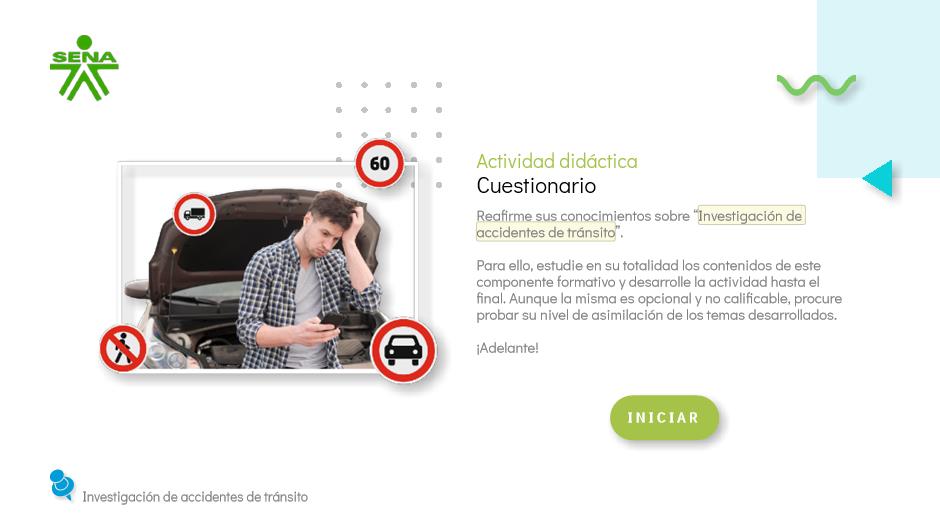 SENA
60
Actividad didáctica
Cuestionario
Reafirme sus conocimientos sobre “Investigación de
accidentes de tránsito”.
Para ello, estudie en su totalidad los contenidos de este
componente formativo y desarrolle la actividad hasta el
final. Aunque la misma es opcional y no calificable, procure
probar su nivel de asimilación de los temas desarrollados.
¡Adelante!
INICIAR
Investigación de accidentes de tránsito